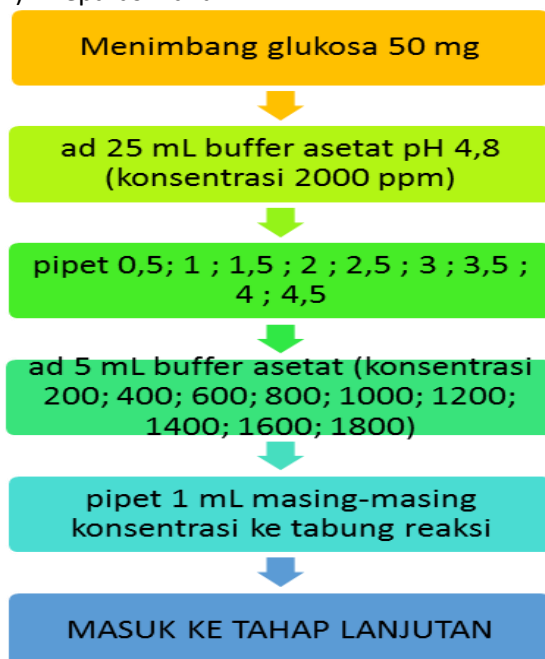 Menimbang glukosa 50 mg
ad 25 mL buffer asetat pH 4,8
(konsentrasi 2000 ppm)
pipet 0,5; 1 ; 1,5 ; 2 ; 2,5 ; 3 ; 3,5 ;
4 ; 4,5
ad 5 mL buffer asetat (konsentrasi
200; 400; 600; 800; 1000; 1200;
1400; 1600; 1800)
pipet 1 mL masing-masing
konsentrasi ke tabung reaksi
MASUK KE TAHAP LANJUTAN